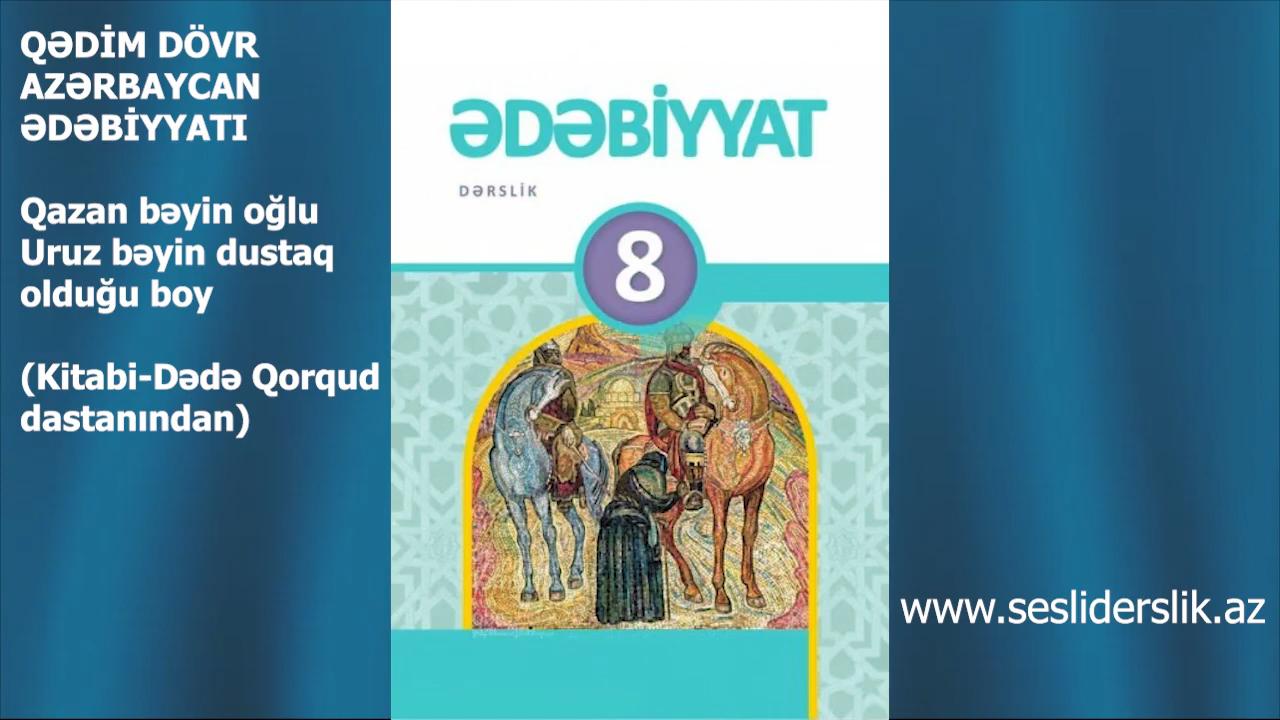 QƏDİM DÖVR
AZƏRBAYCAN
ƏDƏBİYYATI
Qazan bəyin oğlu
Uruz bəyin dustaq
olduğu boy
(Kitabi-Dədə Qorqud
dastanından)
ƏDƏBİYYAT
DƏRSLİK
8
www.sesliderslik.az